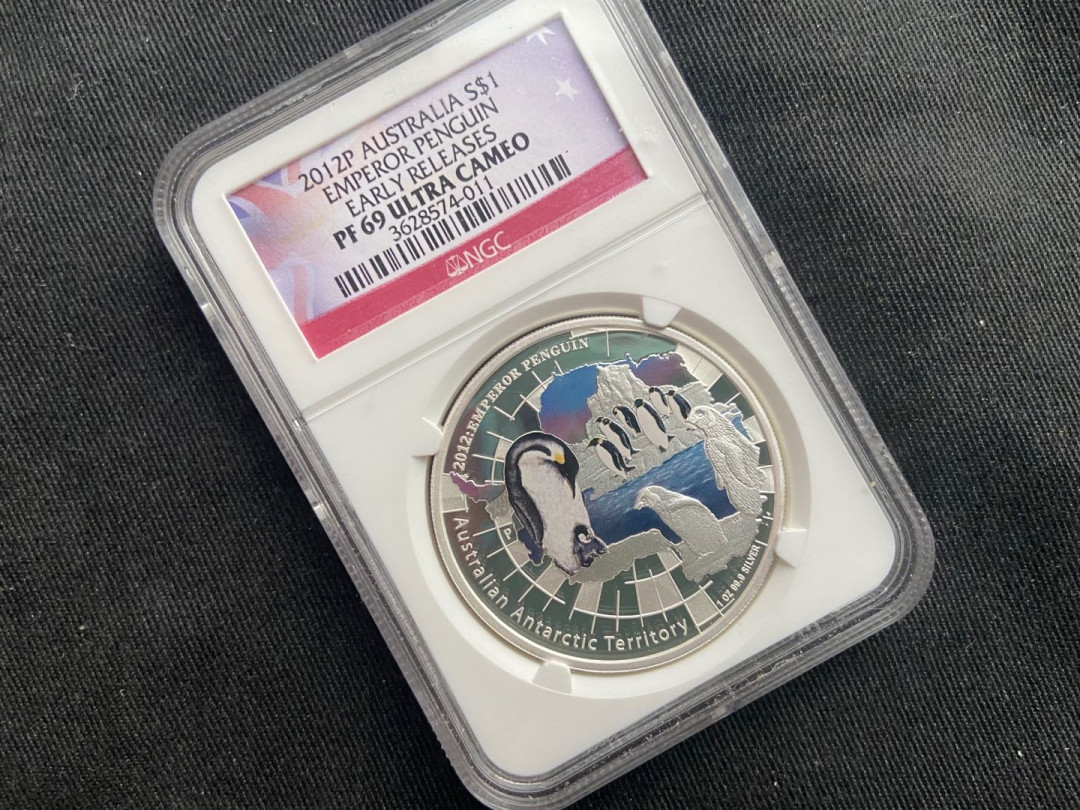 2012P AUSTRALIA S$1
EMPEROR PENGUIN
EARLY RELEASES
PF 69 ULTRA CAMEO
3628574-011
NGC
2012:EMPEROR PENGUIN
P
Australian Antarctic Territory
1 OZ 99.9 SILVER